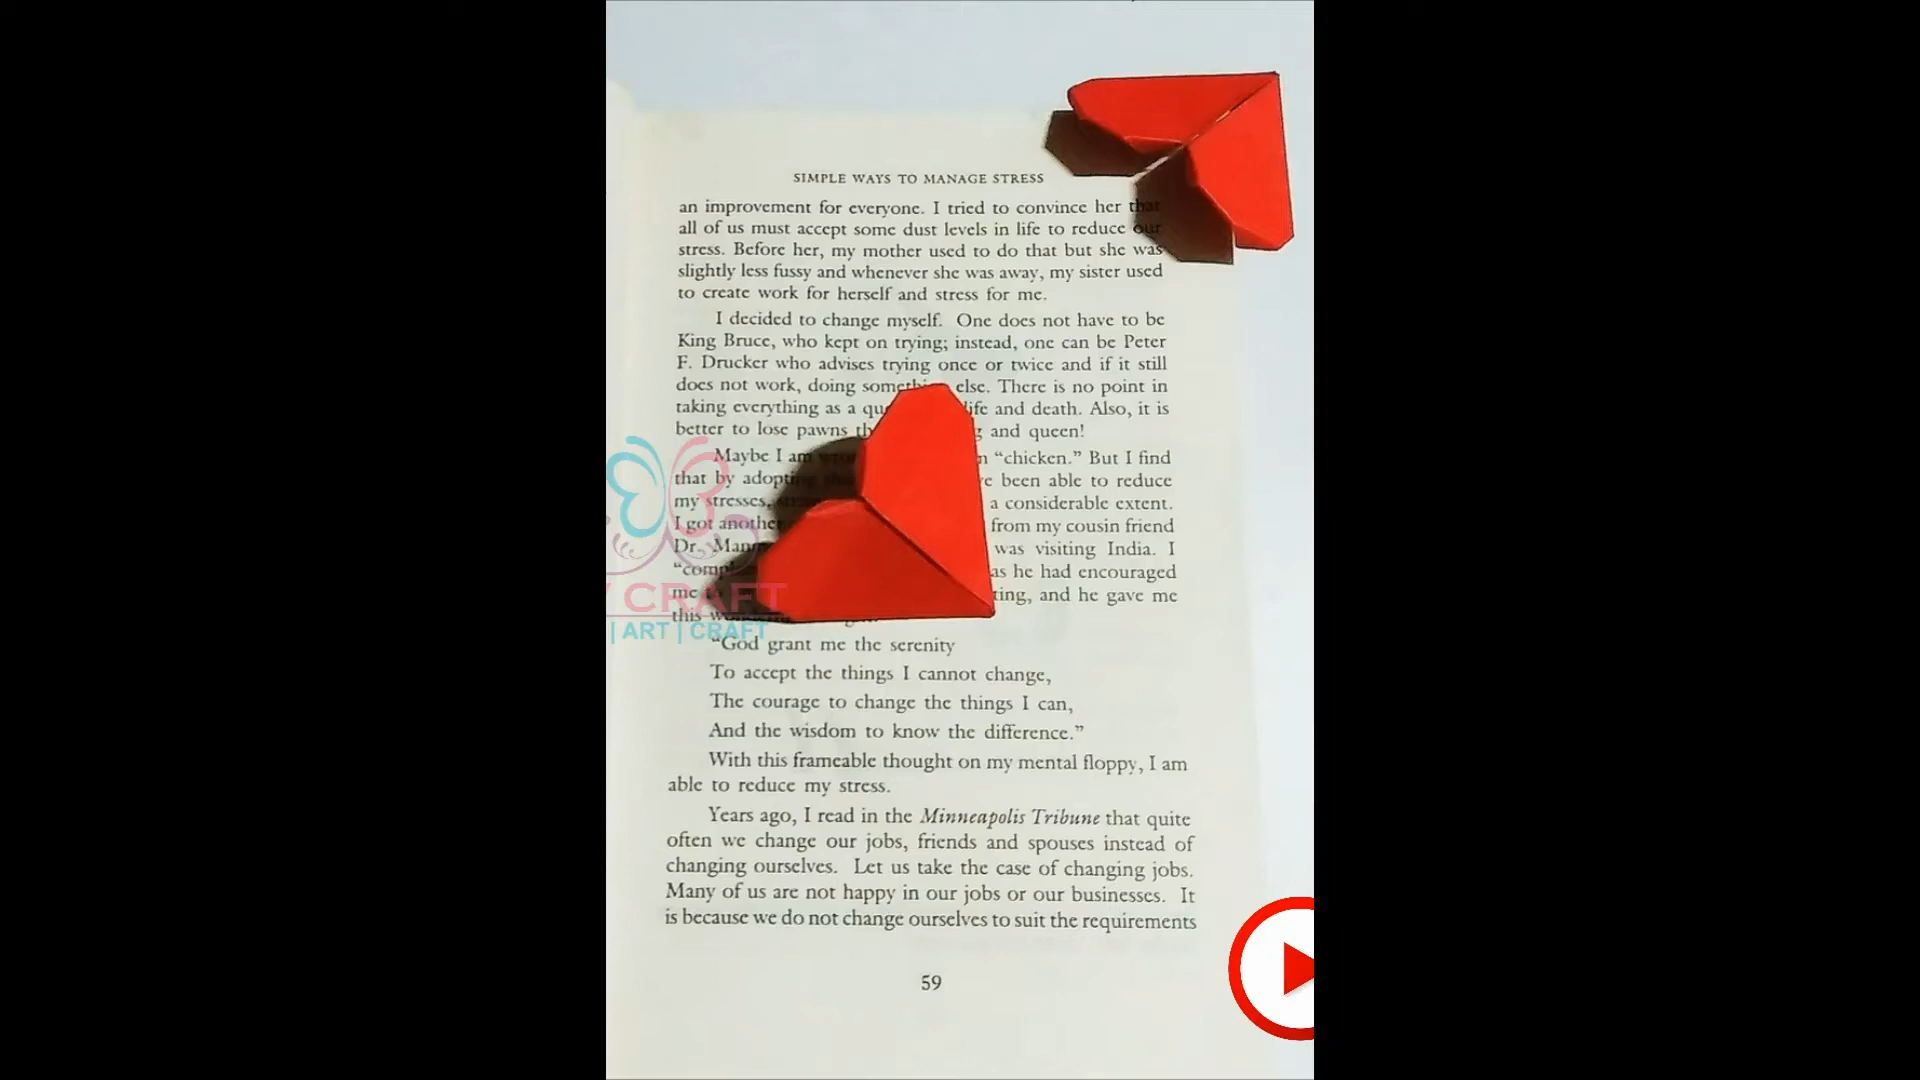 SIMPLE WAYS TO MANAGE STRESS
an improvement for everyone. I tried to convince her that
all of us must accept some dust levels in life to reduce our
stress. Before her, my mother used to do that but she was
slightly less fussy and whenever she was away, my sister used
to create work for herself and stress for me.
I decided to change myself. One does not have to be
King Bruce, who kept on trying; instead, one can be Peter
F. Drucker who advises trying once or twice and if it still
does not work, doing else. There is no point in
taking everything as a life and death. Also, it is
better to lose pawns and queen!
Maybe I am "chicken." But I find
that by been able to reduce
my stresses, a considerable extent.
I got another from my cousin friend
Dr. was visiting India. I
as he had encouraged
me and he gave me
this
CRAFT
| ART | CRAFT
"God grant me the serenity
To accept the things I cannot change,
The courage to change the things I can,
And the wisdom to know the difference."
With this frameable thought on my mental floppy, I am
able to reduce my stress.
Years ago, I read in the Minneapolis Tribune that quite
often we change our jobs, friends and spouses instead of
changing ourselves. Let us take the case of changing jobs.
Many of us are not happy in our jobs or our businesses. It
is because we do not change ourselves to suit the requirements
59